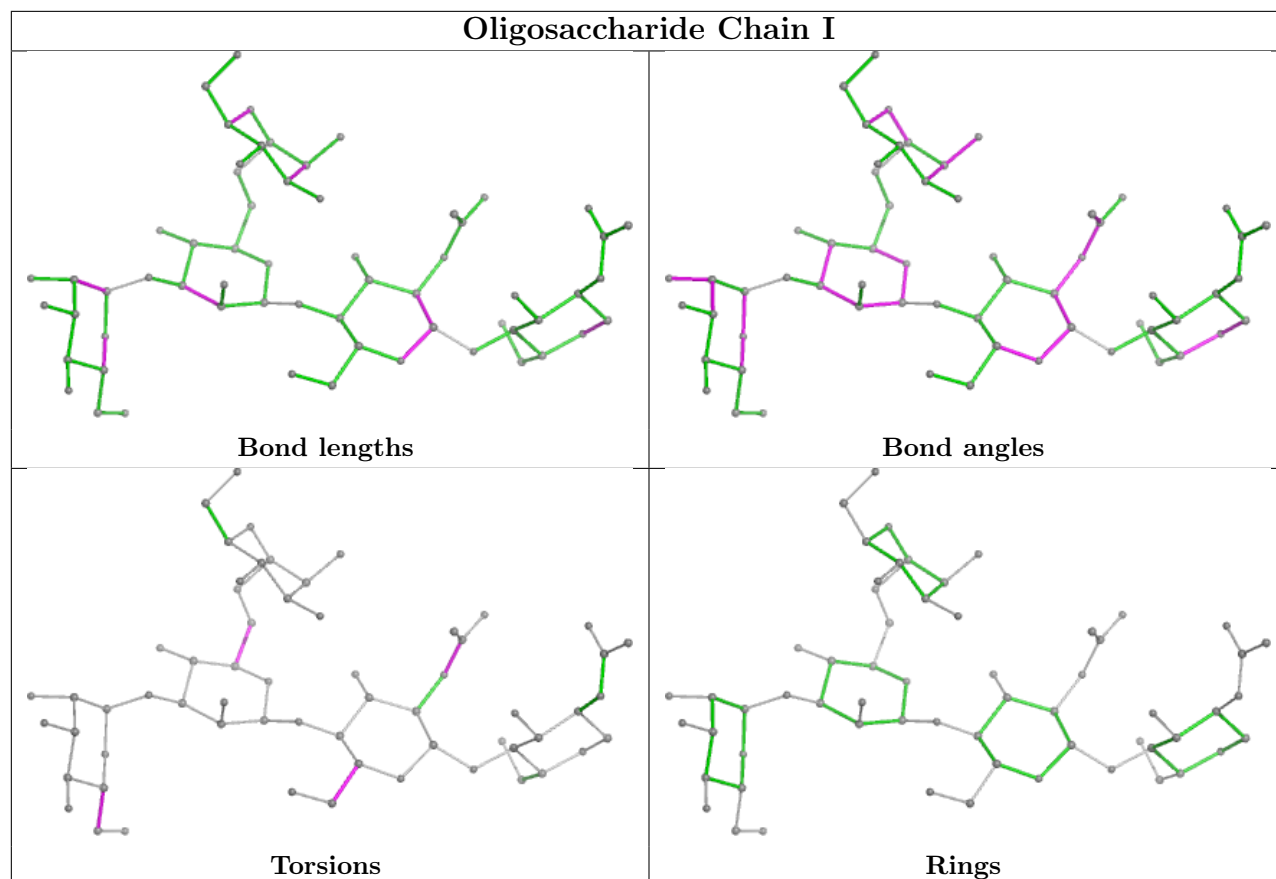 Oligosaccharide Chain I
Bond lengths
Bond angles
Torsions
Rings